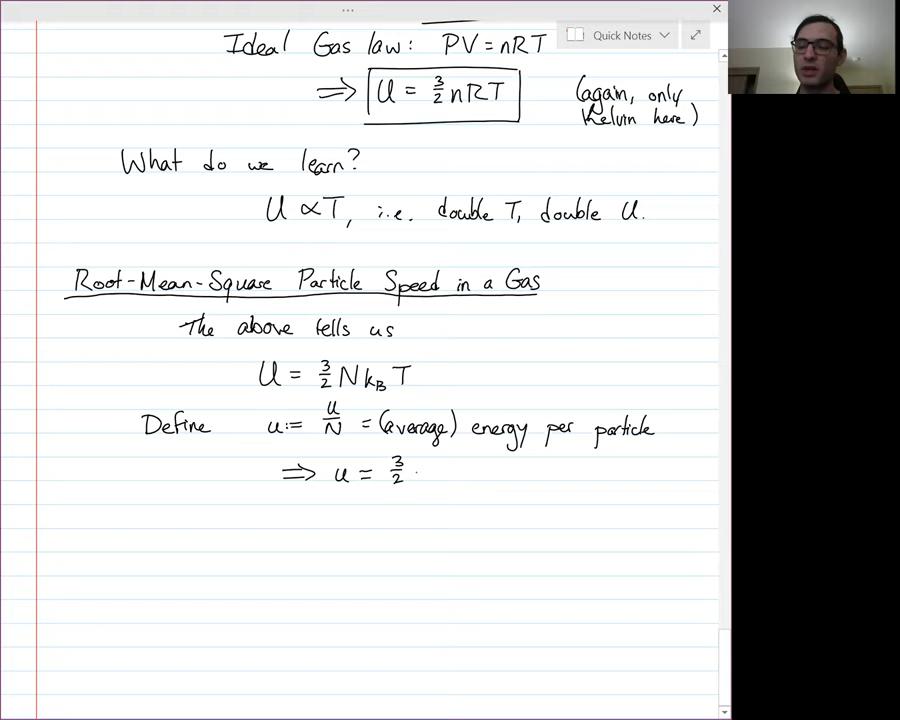 Quick Notes
Ideal Gas law: PV = nRT
⟹ U = 3/2 nRT (again, only
Kelvin here)
What do we learn?
U ∝ T, i.e. double T, double U.
Root-Mean-Square Particle Speed in a Gas
The above tells us
U = 3/2 N k_B T
Define u := U/N = (average) energy per particle
⟹ u = 3/2